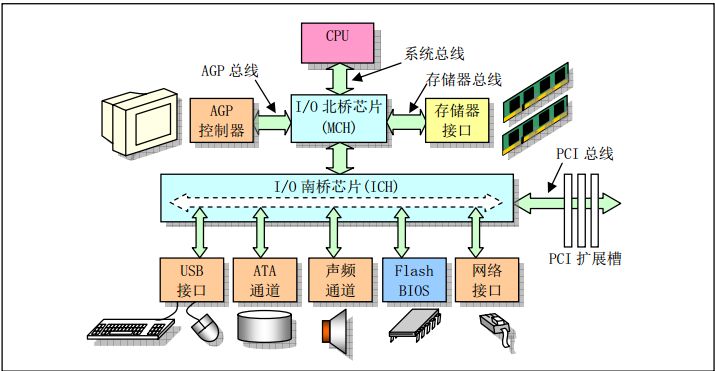 CPU
系统总线
AGP 总线
存储器总线
AGP
控制器
I/O 北桥芯片
(MCH)
存储器
接口
PCI 总线
I/O 南桥芯片(ICH)
PCI 扩展槽
USB
接口
ATA
通道
声频
通道
Flash
BIOS
网络
接口